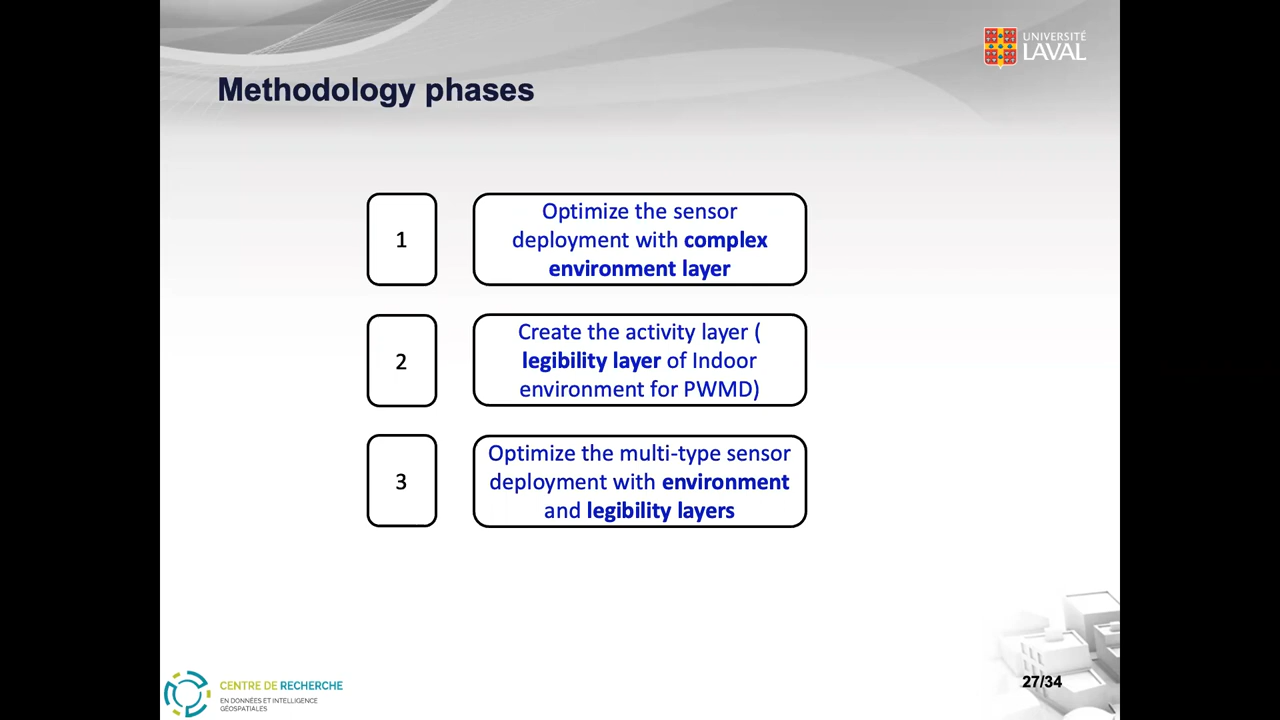 UNIVERSITÉ
LAVAL
Methodology phases
1
Optimize the sensor
deployment with complex
environment layer
2
Create the activity layer (
legibility layer of Indoor
environment for PWMD)
3
Optimize the multi-type sensor
deployment with environment
and legibility layers
CENTRE DE RECHERCHE
EN DONNÉES ET INTELLIGENCE
GÉOSPATIALES
27/34